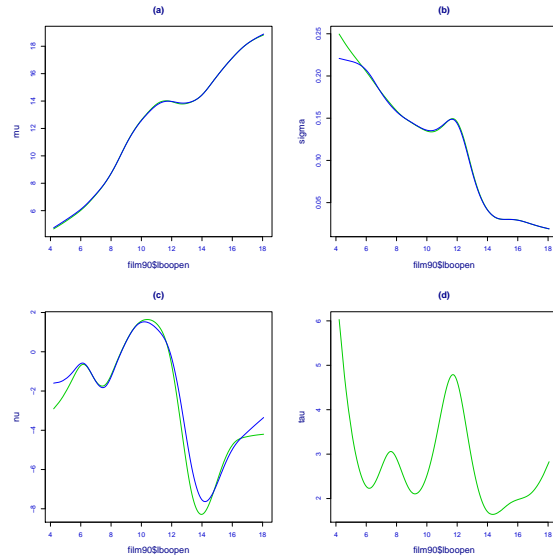 (a)
mu
6 8 10 12 14 16 18
4 6 8 10 12 14 16 18
film90$lboopen
(b)
sigma
0.05 0.10 0.15 0.20 0.25
4 6 8 10 12 14 16 18
film90$lboopen
(c)
nu
-8 -6 -4 -2 0 2
4 6 8 10 12 14 16 18
film90$lboopen
(d)
tau
2 3 4 5 6
4 6 8 10 12 14 16 18
film90$lboopen